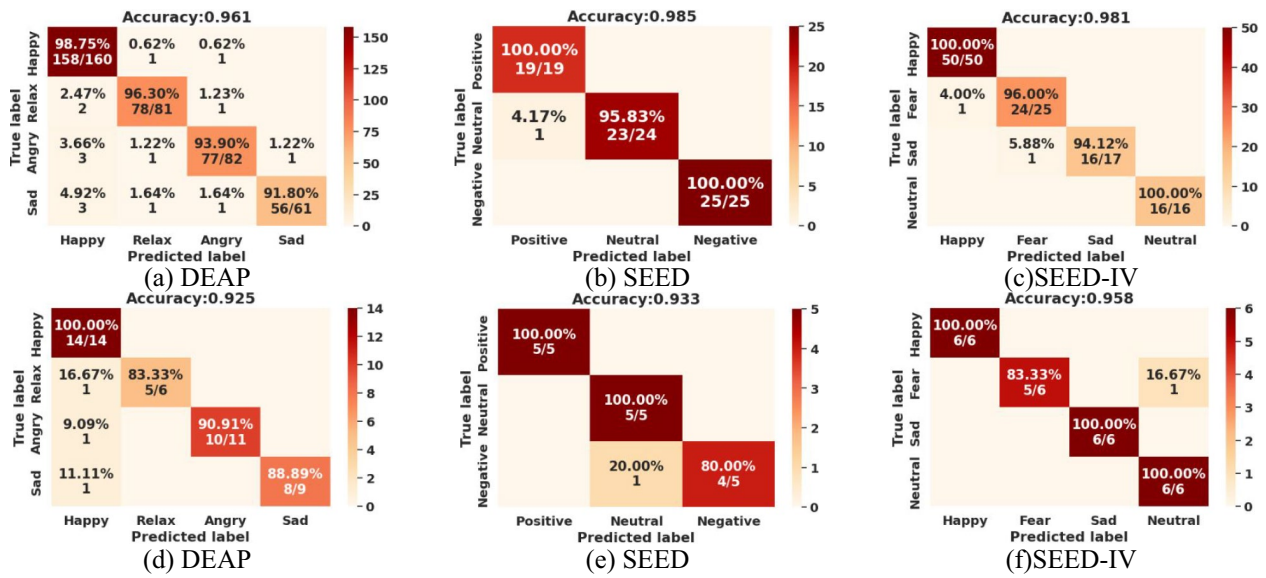 Accuracy:0.961
True label
Happy
Relax
Angry
Sad
98.75% 0.62% 0.62%
158/160 1 1
2.47% 96.30% 1.23%
2 78/81 1
3.66% 1.22% 93.90% 1.22%
3 1 77/82 1
4.92% 1.64% 1.64% 91.80%
3 1 1 56/61
150
125
100
75
50
25
0
Happy Relax Angry Sad
Predicted label
(a) DEAP
Accuracy:0.985
True label
Positive
Neutral
Negative
100.00%
19/19
4.17% 95.83%
1 23/24
100.00%
25/25
25
20
15
10
5
0
Positive Neutral Negative
Predicted label
(b) SEED
Accuracy:0.981
True label
Happy
Fear
Sad
Neutral
100.00%
50/50
4.00% 96.00%
1 24/25
5.88% 94.12%
1 16/17
100.00%
16/16
50
40
30
20
10
0
Happy Fear Sad Neutral
Predicted label
(c)SEED-IV
Accuracy:0.925
True label
Happy
Relax
Angry
Sad
100.00%
14/14
16.67% 83.33%
1 5/6
9.09% 90.91%
1 10/11
11.11% 88.89%
1 8/9
14
12
10
8
6
4
2
0
Happy Relax Angry Sad
Predicted label
(d) DEAP
Accuracy:0.933
True label
Positive
Neutral
Negative
100.00%
5/5
100.00%
5/5
20.00% 80.00%
1 4/5
5
4
3
2
1
0
Positive Neutral Negative
Predicted label
(e) SEED
Accuracy:0.958
True label
Happy
Fear
Sad
Neutral
100.00%
6/6
83.33% 16.67%
5/6 1
100.00%
6/6
100.00%
6/6
6
5
4
3
2
1
0
Happy Fear Sad Neutral
Predicted label
(f)SEED-IV